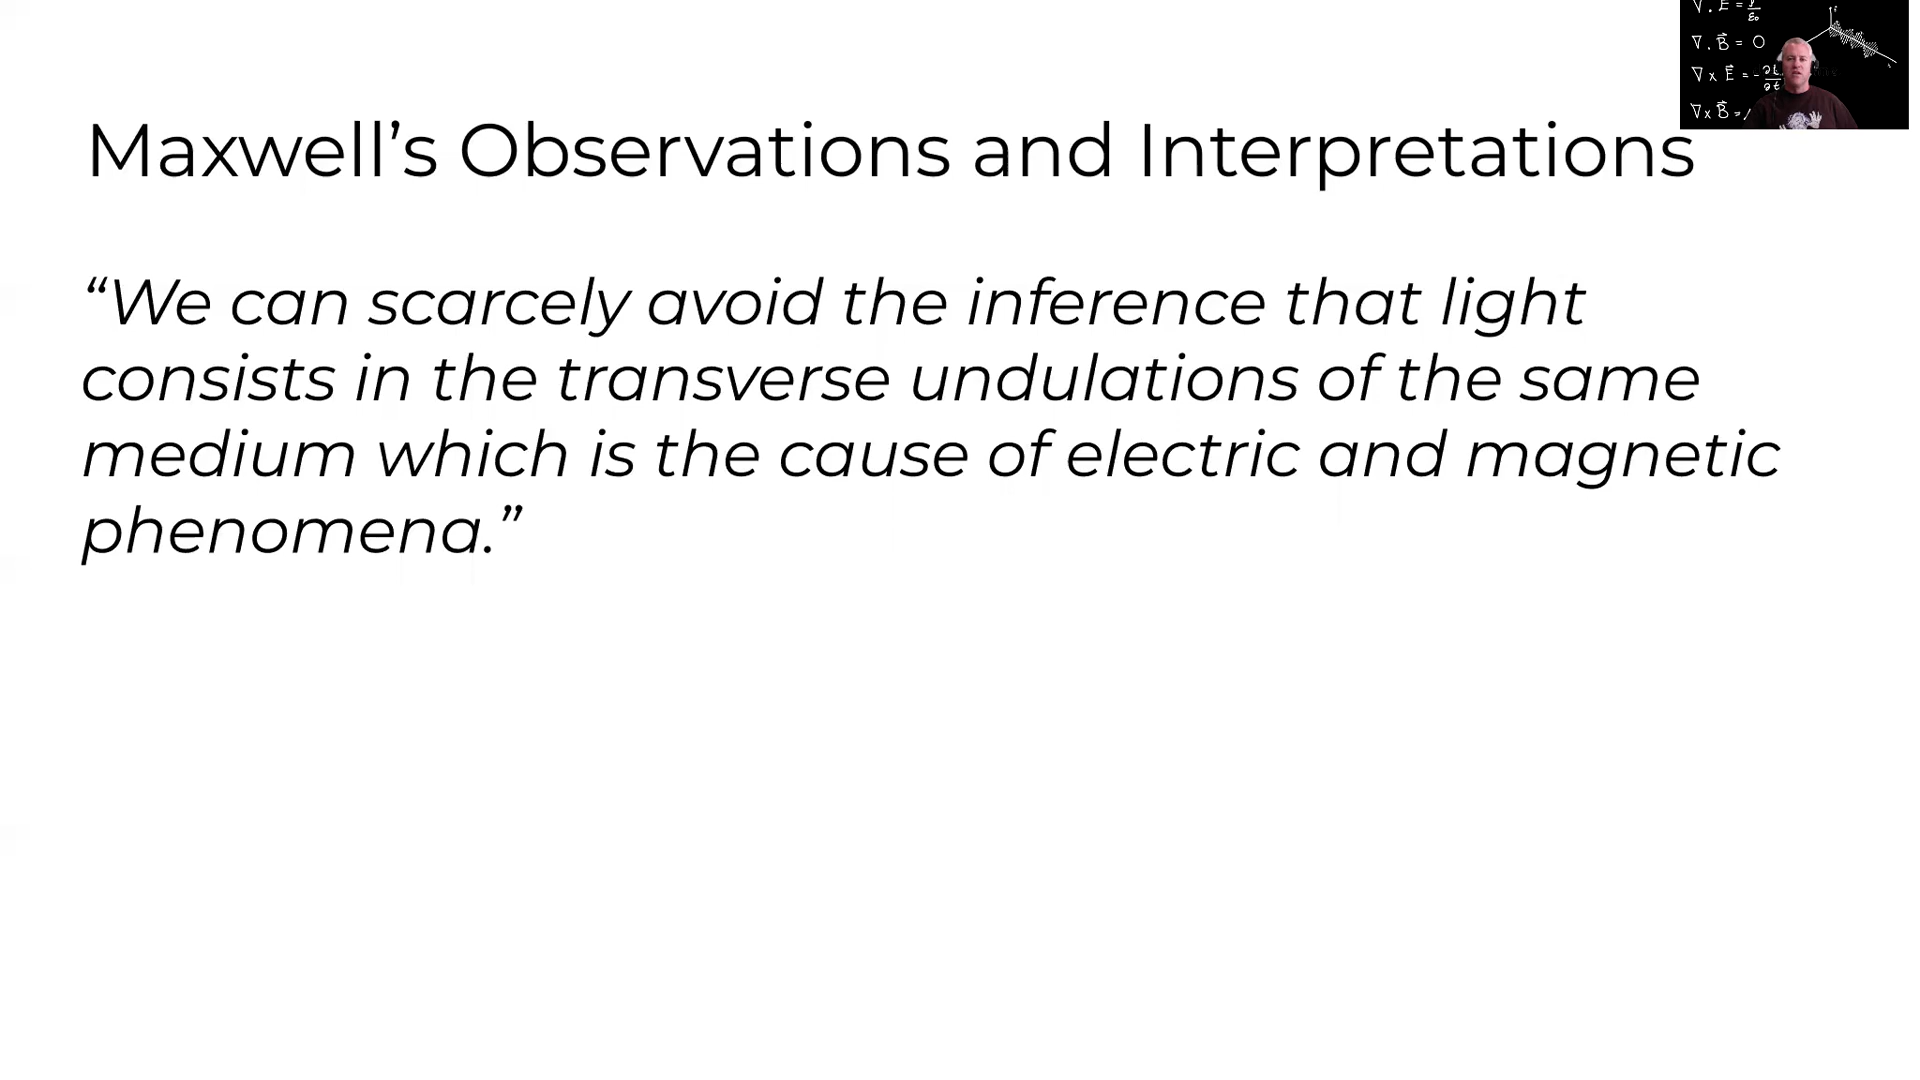 ∇ . E = ρ/ε₀
∇ . B⃗ = 0
∇ x E⃗ = -
∇ x B⃗ =
Maxwell’s Observations and Interpretations
“We can scarcely avoid the inference that light
consists in the transverse undulations of the same
medium which is the cause of electric and magnetic
phenomena.”